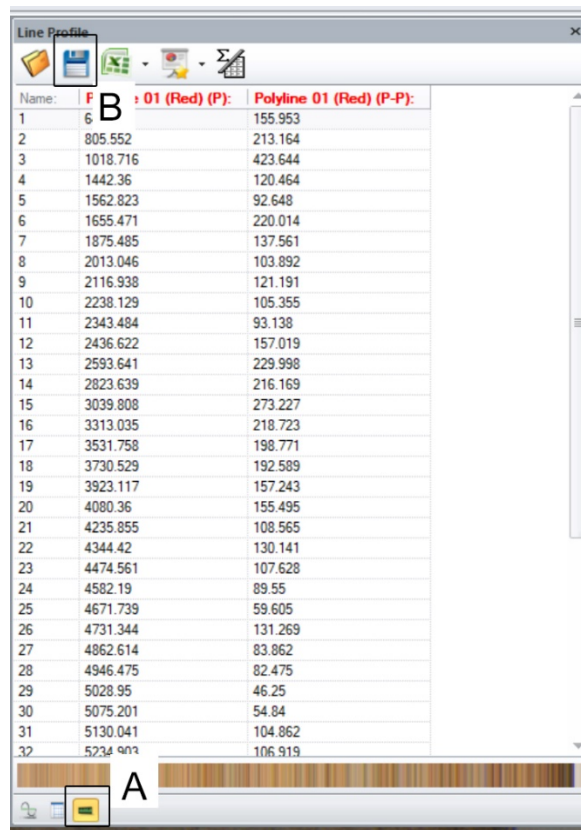 Line Profile
B
Name: P 01 (Red) (P): Polyline 01 (Red) (P-P):
1 6 155.953
2 805.552 213.164
3 1018.716 423.644
4 1442.36 120.464
5 1562.823 92.648
6 1655.471 220.014
7 1875.485 137.561
8 2013.046 103.892
9 2116.938 121.191
10 2238.129 105.355
11 2343.484 93.138
12 2436.622 157.019
13 2593.641 229.998
14 2823.639 216.169
15 3039.808 273.227
16 3313.035 218.723
17 3531.758 198.771
18 3730.529 192.589
19 3923.117 157.243
20 4080.36 155.495
21 4235.855 108.565
22 4344.42 130.141
23 4474.561 107.628
24 4582.19 89.55
25 4671.739 59.605
26 4731.344 131.269
27 4862.614 83.862
28 4946.475 82.475
29 5028.95 46.25
30 5075.201 54.84
31 5130.041 104.862
32 5234.903 106.919
A